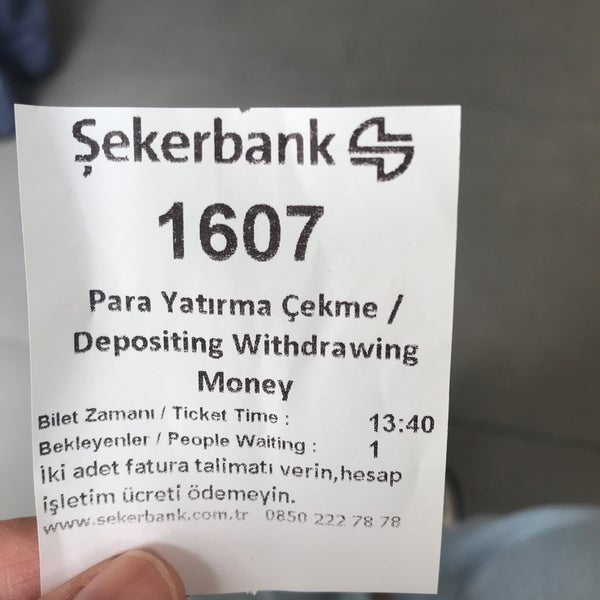 Şekerbank
1607
Para Yatırma Çekme /
Depositing Withdrawing
Money
Bilet Zamanı / Ticket Time : 13:40
Bekleyenler / People Waiting : 1
İki adet fatura talimatı verin,hesap
işletim ücreti ödemeyin.
www.sekerbank.com.tr 0850 222 78 78